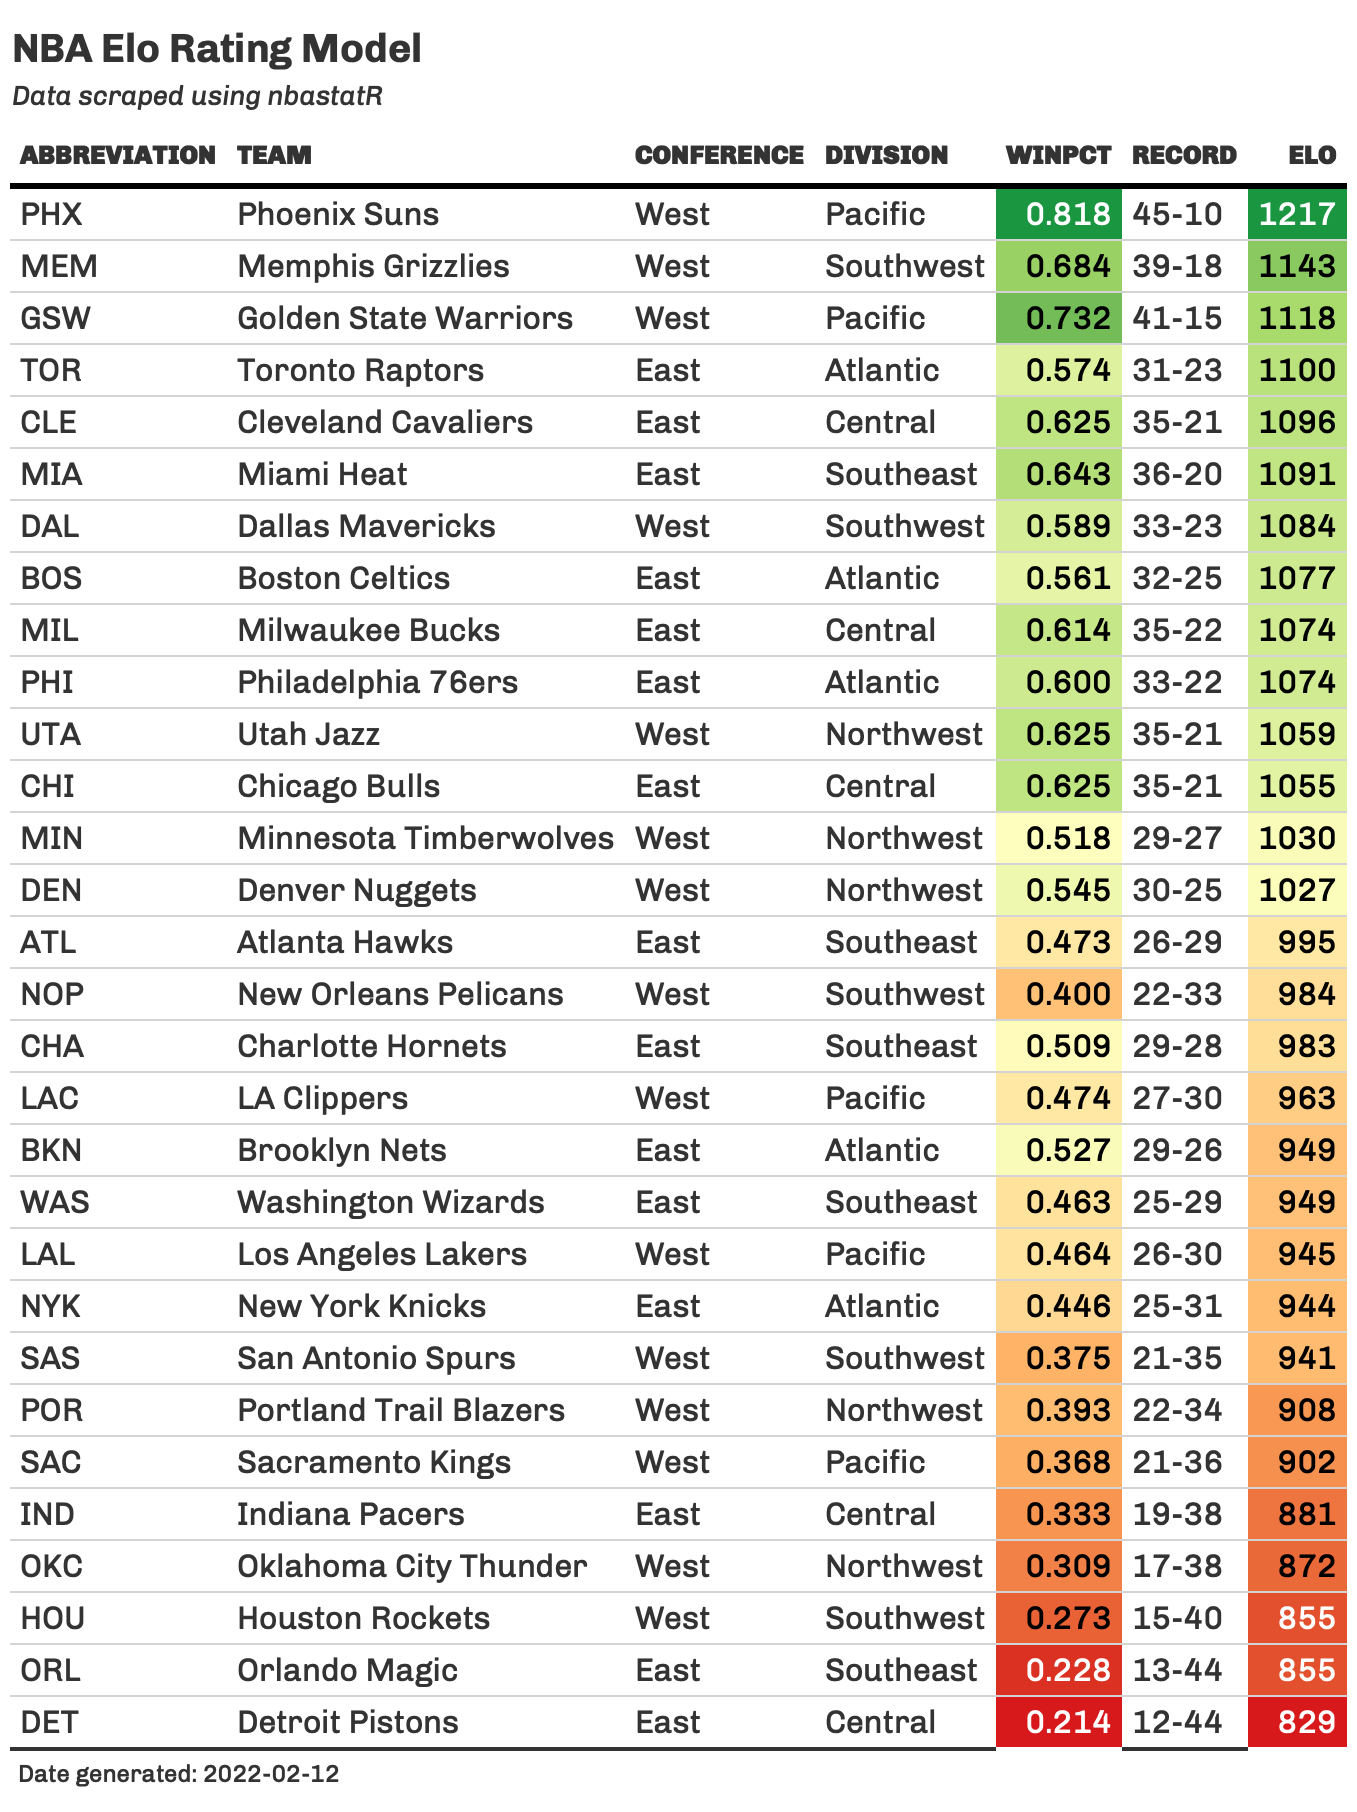 NBA Elo Rating Model
Data scraped using nbastatR
ABBREVIATION TEAM CONFERENCE DIVISION WINPCT RECORD ELO
PHX Phoenix Suns West Pacific 0.818 45-10 1217
MEM Memphis Grizzlies West Southwest 0.684 39-18 1143
GSW Golden State Warriors West Pacific 0.732 41-15 1118
TOR Toronto Raptors East Atlantic 0.574 31-23 1100
CLE Cleveland Cavaliers East Central 0.625 35-21 1096
MIA Miami Heat East Southeast 0.643 36-20 1091
DAL Dallas Mavericks West Southwest 0.589 33-23 1084
BOS Boston Celtics East Atlantic 0.561 32-25 1077
MIL Milwaukee Bucks East Central 0.614 35-22 1074
PHI Philadelphia 76ers East Atlantic 0.600 33-22 1074
UTA Utah Jazz West Northwest 0.625 35-21 1059
CHI Chicago Bulls East Central 0.625 35-21 1055
MIN Minnesota Timberwolves West Northwest 0.518 29-27 1030
DEN Denver Nuggets West Northwest 0.545 30-25 1027
ATL Atlanta Hawks East Southeast 0.473 26-29 995
NOP New Orleans Pelicans West Southwest 0.400 22-33 984
CHA Charlotte Hornets East Southeast 0.509 29-28 983
LAC LA Clippers West Pacific 0.474 27-30 963
BKN Brooklyn Nets East Atlantic 0.527 29-26 949
WAS Washington Wizards East Southeast 0.463 25-29 949
LAL Los Angeles Lakers West Pacific 0.464 26-30 945
NYK New York Knicks East Atlantic 0.446 25-31 944
SAS San Antonio Spurs West Southwest 0.375 21-35 941
POR Portland Trail Blazers West Northwest 0.393 22-34 908
SAC Sacramento Kings West Pacific 0.368 21-36 902
IND Indiana Pacers East Central 0.333 19-38 881
OKC Oklahoma City Thunder West Northwest 0.309 17-38 872
HOU Houston Rockets West Southwest 0.273 15-40 855
ORL Orlando Magic East Southeast 0.228 13-44 855
DET Detroit Pistons East Central 0.214 12-44 829
Date generated: 2022-02-12